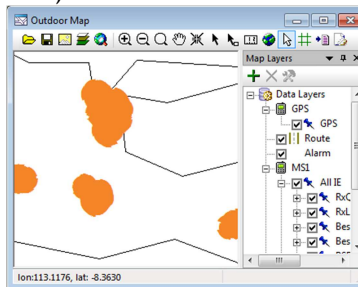 Outdoor Map
Map Layers
Data Layers
GPS
GPS
Route
Alarm
MS1
All IE
RxC
RxL
Bes
Bes
lon:113.1176, lat: -8.3630